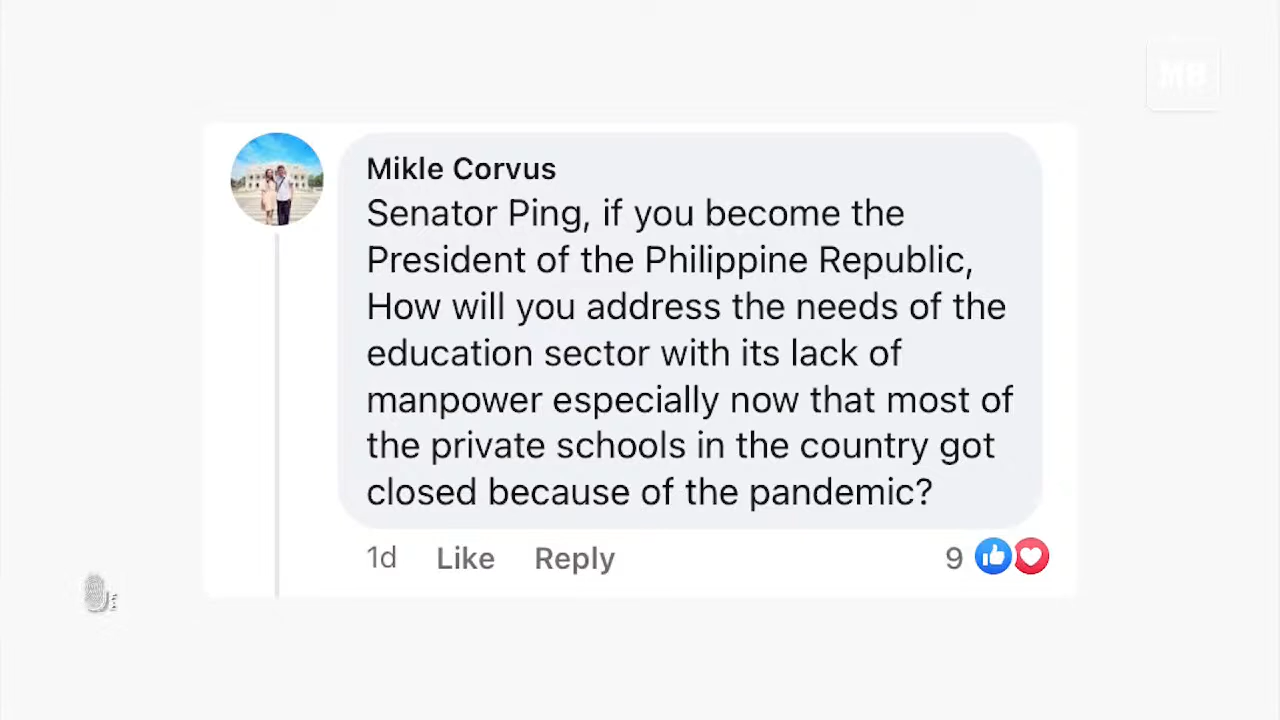 MB
Mikle Corvus
Senator Ping, if you become the
President of the Philippine Republic,
How will you address the needs of the
education sector with its lack of
manpower especially now that most of
the private schools in the country got
closed because of the pandemic?
1d Like Reply 9